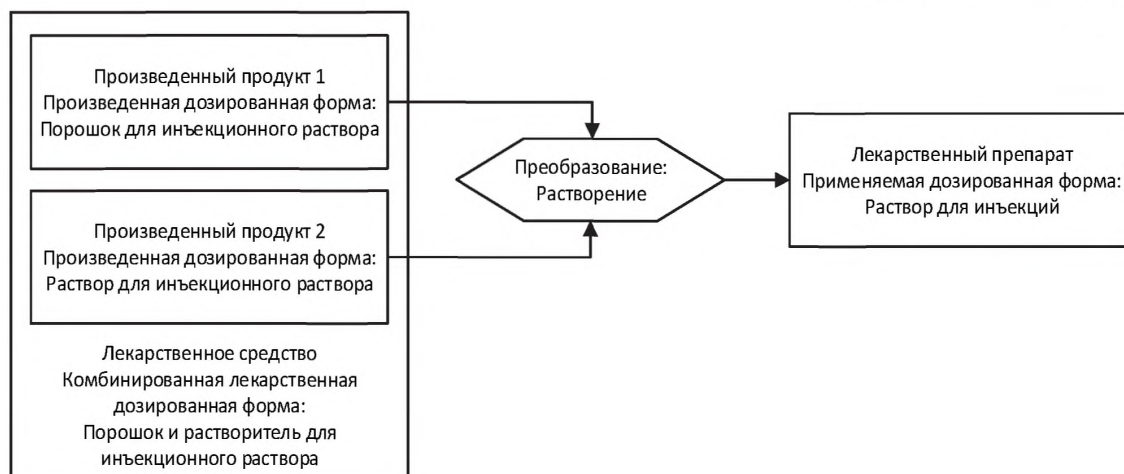 Произведенный продукт 1
Произведенная дозированная форма:
Порошок для инъекционного раствора
Произведенный продукт 2
Произведенная дозированная форма:
Раствор для инъекционного раствора
Лекарственное средство
Комбинированная лекарственная
дозированная форма:
Порошок и растворитель для
инъекционного раствора
Преобразование:
Растворение
Лекарственный препарат
Применяемая дозированная форма:
Раствор для инъекций